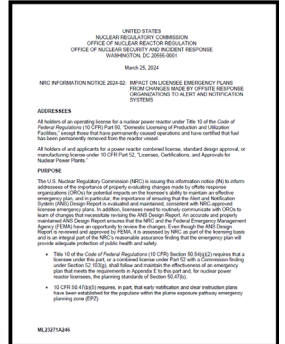 UNITED STATES
NUCLEAR REGULATORY COMMISSION
OFFICE OF NUCLEAR REACTOR REGULATION
OFFICE OF NUCLEAR SECURITY AND INCIDENT RESPONSE
WASHINGTON, DC 20555-0001
March 25, 2024
NRC INFORMATION NOTICE 2024-02: IMPACT ON LICENSEE EMERGENCY PLANS
FROM CHANGES MADE BY OFFSITE RESPONSE
ORGANIZATIONS TO ALERT AND NOTIFICATION
SYSTEMS
ADDRESSEES
All holders of an operating license for a nuclear power reactor under Title 10 of the Code of
Federal Regulations (10 CFR) Part 50, "Domestic Licensing of Production and Utilization
Facilities," except those that have permanently ceased operations and have certified that fuel
has been permanently removed from the reactor vessel.
All holders of and applicants for a power reactor combined license, standard design approval, or
manufacturing license under 10 CFR Part 52, "Licenses, Certifications, and Approvals for
Nuclear Power Plants."
PURPOSE
The U.S. Nuclear Regulatory Commission (NRC) is issuing this information notice (IN) to inform
addressees of the importance of properly evaluating changes made by offsite response
organizations (OROs) for potential impacts on the licensee's ability to maintain an effective
emergency plan, and in particular, the importance of ensuring that the Alert and Notification
System (ANS) Design Report is evaluated and maintained, consistent with NRC-approved
licensee emergency plans. In addition, licensees need to routinely communicate with OROs to
learn of changes that necessitate revising the ANS Design Report. An accurate and properly
maintained ANS Design Report ensures that the NRC and the Federal Emergency Management
Agency (FEMA) have an opportunity to review the changes. Even though the ANS Design
Report is reviewed and approved by FEMA, it is assessed by NRC as part of the licensing basis
and is an integral part of the NRC's reasonable assurance finding that the emergency plan will
provide adequate protection of public health and safety.
• Title 10 of the Code of Federal Regulations (10 CFR) Section 50.54(q)(2) requires that a
licensee under this part, or a combined license under Part 52 with a Commission finding
under Section 52.103(g), shall follow and maintain the effectiveness of an emergency
plan that meets the requirements in Appendix E to this part and, for nuclear power
reactor licensees, the planning standards of Section 50.47(b).
• 10 CFR 50.47(b)(5) requires, in part, that early notification and clear instruction plans
have been established for the populace within the plume exposure pathway emergency
planning zone (EPZ).
ML23271A246